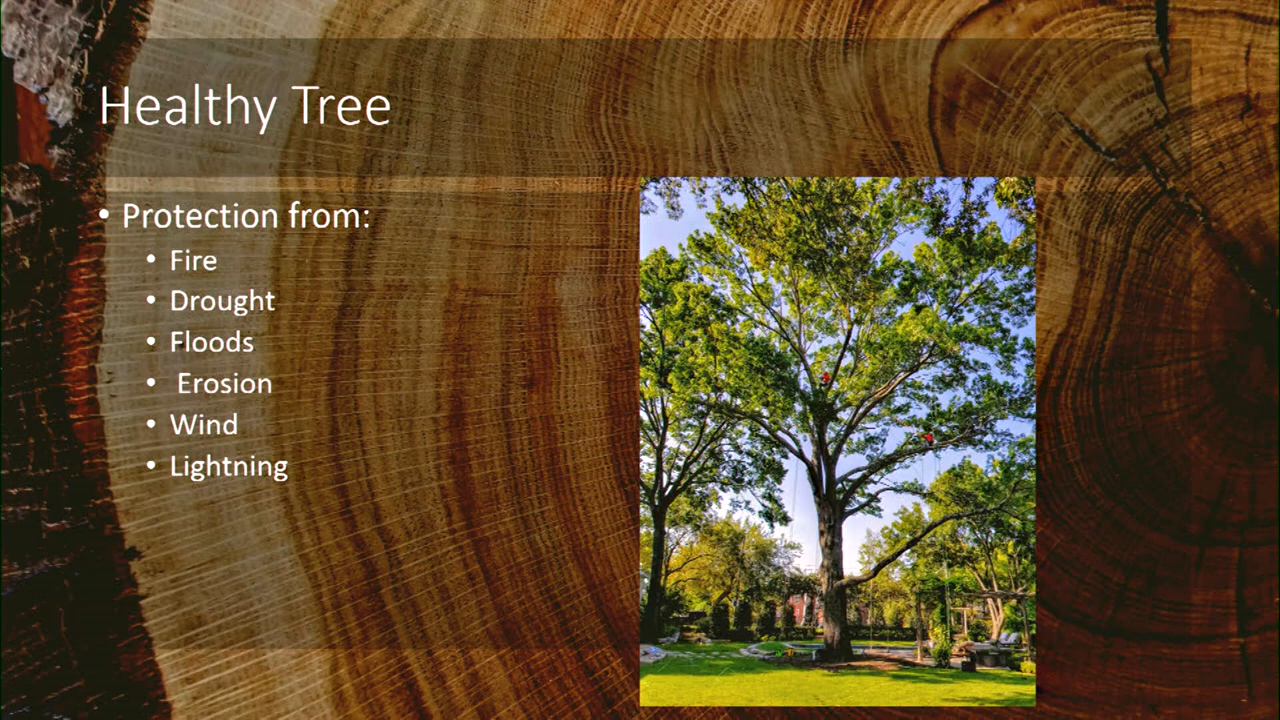 Healthy Tree
• Protection from:
• Fire
• Drought
• Floods
• Erosion
• Wind
• Lightning